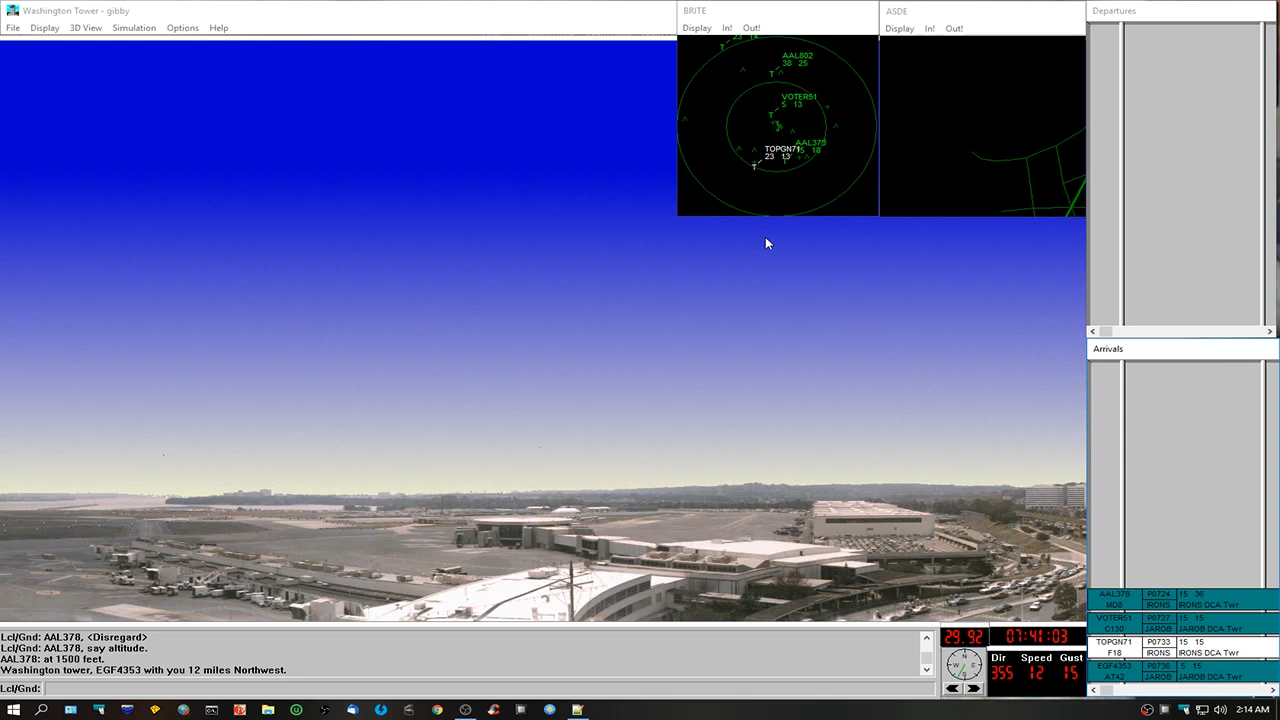 Washington Tower - gibby
File Display 3D View Simulation Options Help
BRITE
Display In! Out!
ASDE
Display In! Out!
Departures
AAL802
38 25
VOTER51
5 13
AAL378
15 18
TOPGN71
23 13
Arrivals
AAL378 P0724 15 36
MD8 IRONS IRONS DCA Twr
VOTER51 P0727 15 15
C130 JAROB JAROB DCA Twr
TOPGN71 P0733 15 15
F18 IRONS IRONS DCA Twr
EGF4353 P0736 5 15
AT42 JAROB JAROB DCA Twr
Lcl/Gnd: AAL378, <Disregard>
Lcl/Gnd: AAL378, say altitude.
AAL378: at 1500 feet.
Washington tower, EGF4353 with you 12 miles Northwest.
Lcl/Gnd:
29.92 07:41:03
Dir Speed Gust
355 12 15
N
W E
S
2:14 AM